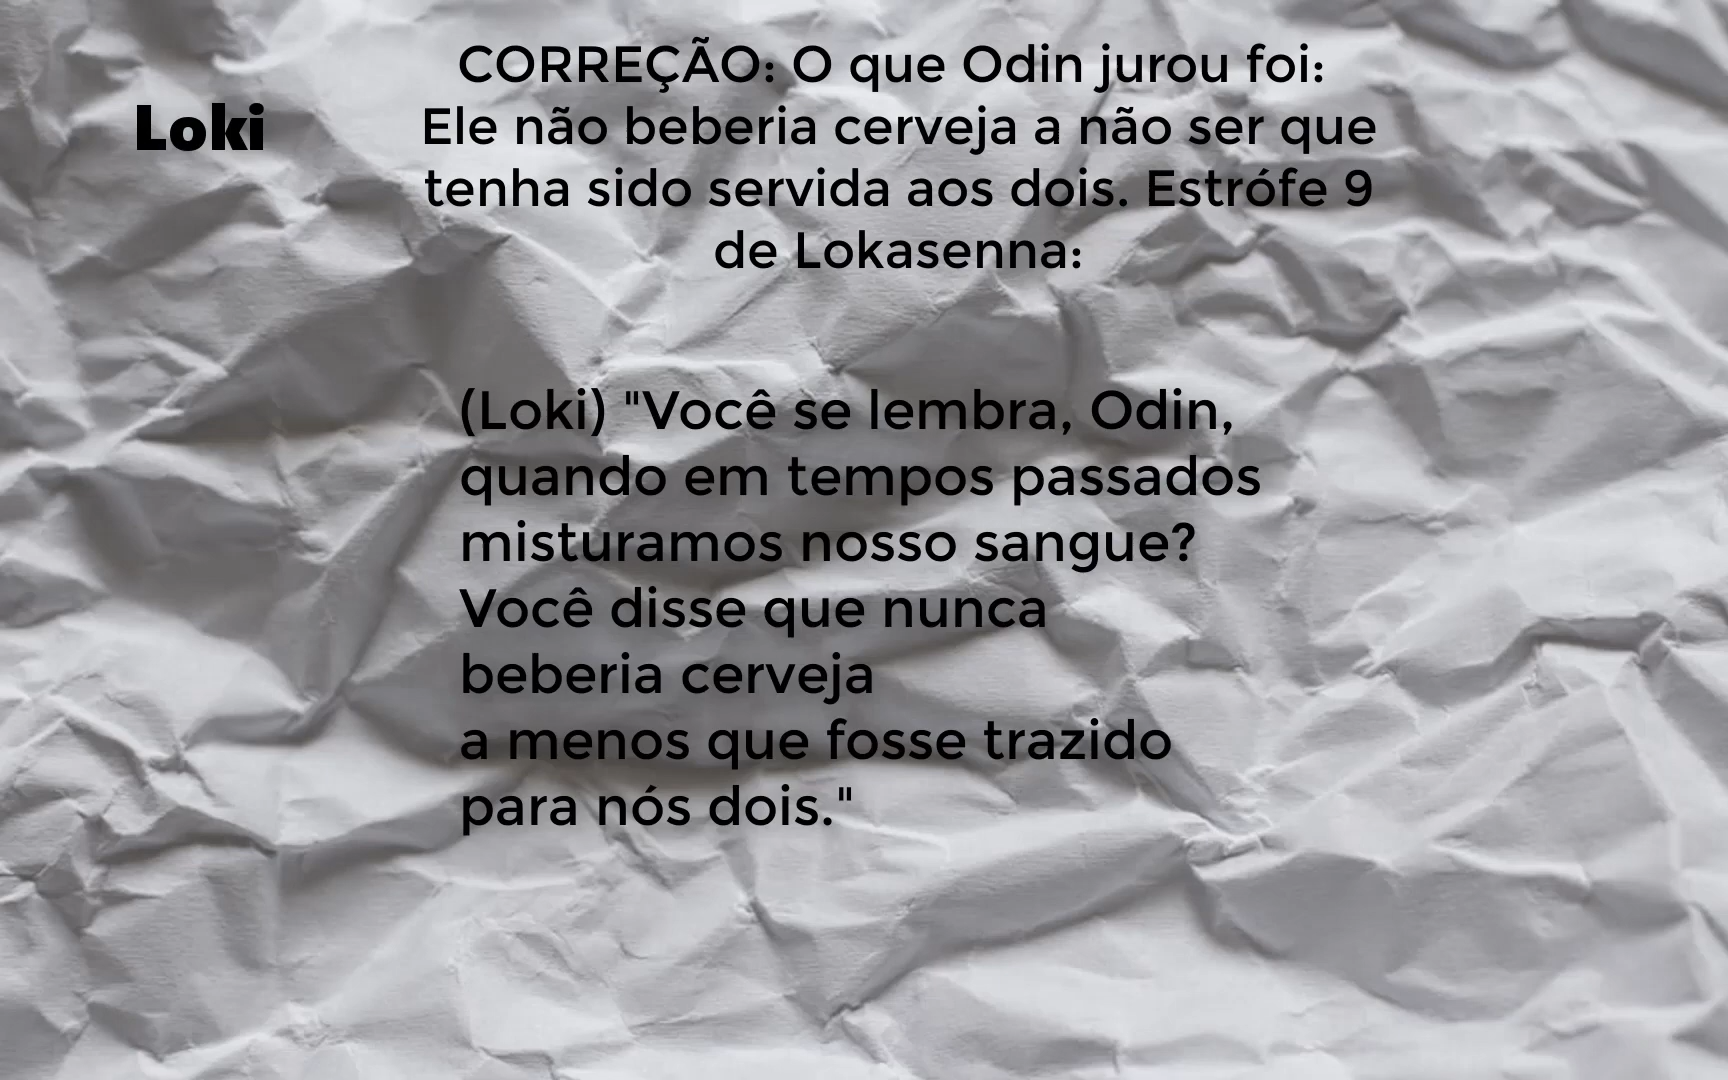 Loki
CORREÇÃO: O que Odin jurou foi:
Ele não beberia cerveja a não ser que
tenha sido servida aos dois. Estrófe 9
de Lokasenna:
(Loki) "Você se lembra, Odin,
quando em tempos passados
misturamos nosso sangue?
Você disse que nunca
beberia cerveja
a menos que fosse trazido
para nós dois."